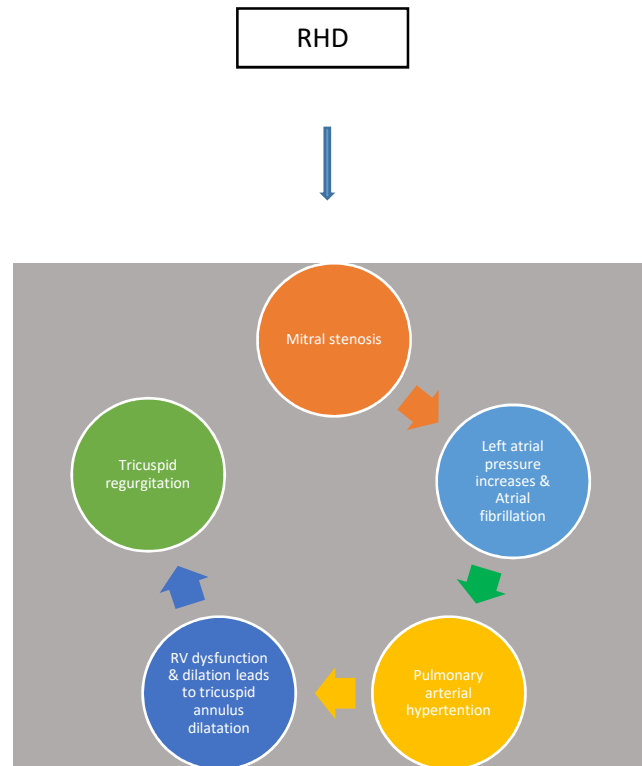 RHD
Mitral stenosis
Left atrial
pressure
increases &
Atrial
fibrillation
Pulmonary
arterial
hypertention
RV dysfunction
& dilation leads
to tricuspid
annulus
dilatation
Tricuspid
regurgitation